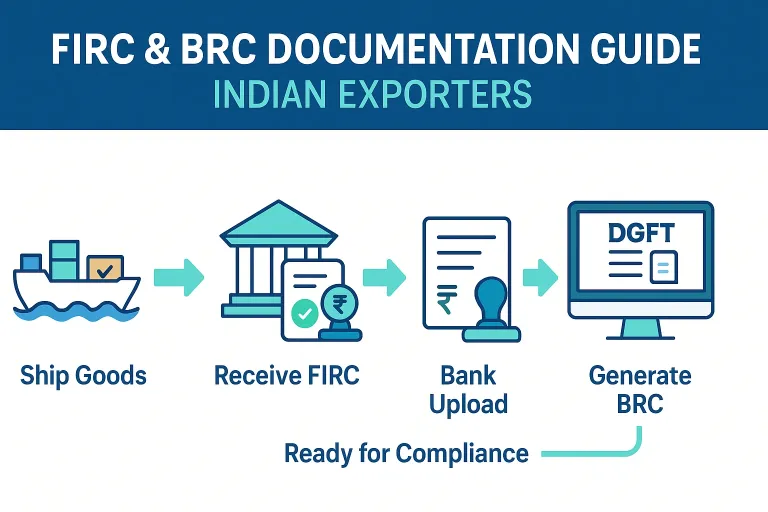 FIRC & BRC DOCUMENTATION GUIDE
INDIAN EXPORTERS
₹
₹
DGFT
Ship Goods
Receive FIRC
Bank
Upload
Generate
BRC
Ready for Compliance